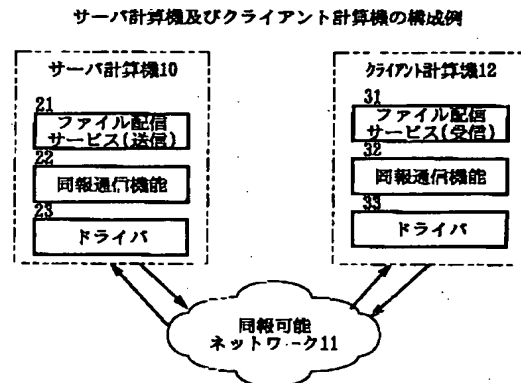 サーバ計算機及びクライアント計算機の構成例
サーバ計算機10
21
ファイル配信
サービス(送信)
22
同報通信機能
23
ドライバ
クライアント計算機12
31
ファイル配信
サービス(受信)
32
同報通信機能
33
ドライバ
同報可能
ネットワーク11